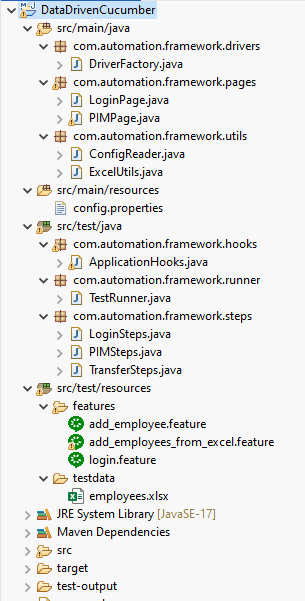 DataDrivenCucumber
src/main/java
com.automation.framework.drivers
DriverFactory.java
com.automation.framework.pages
LoginPage.java
PIMPage.java
com.automation.framework.utils
ConfigReader.java
ExcelUtils.java
src/main/resources
config.properties
src/test/java
com.automation.framework.hooks
ApplicationHooks.java
com.automation.framework.runner
TestRunner.java
com.automation.framework.steps
LoginSteps.java
PIMSteps.java
TransferSteps.java
src/test/resources
features
add_employee.feature
add_employees_from_excel.feature
login.feature
testdata
employees.xlsx
JRE System Library [JavaSE-17]
Maven Dependencies
src
target
test-output